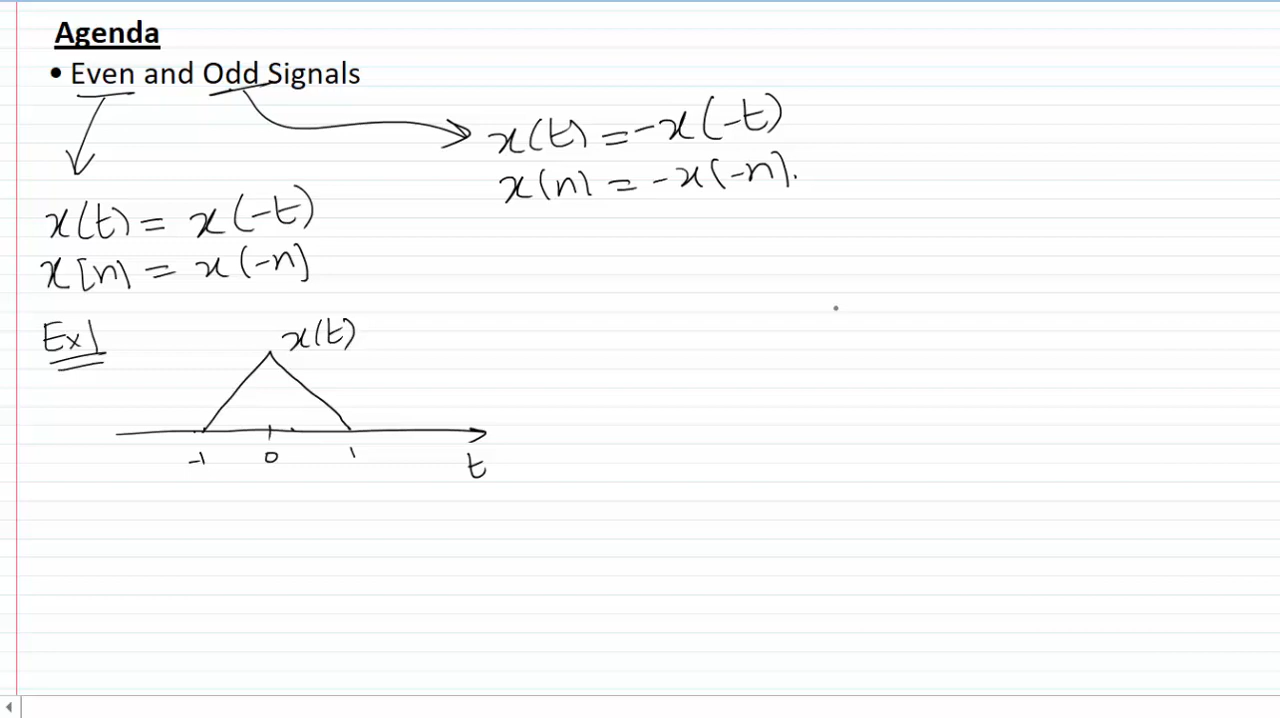 Agenda
• Even and Odd Signals
x(t) = -x(-t)
x[n] = -x[-n].
x(t) = x(-t)
x[n] = x[-n]
Ex1
x(t)
-1 0 1
t